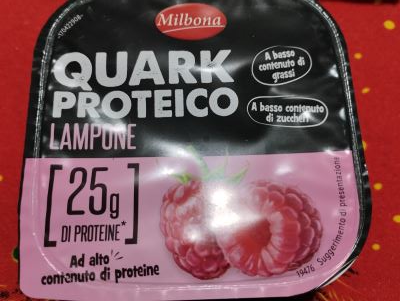 Milbona
QUARK
PROTEICO
LAMPONE
A basso
contenuto di
grassi
A basso contenuto
di zuccheri
25g
DI PROTEINE*
Ad alto
contenuto di proteine
Suggerimento di presentazione
19476